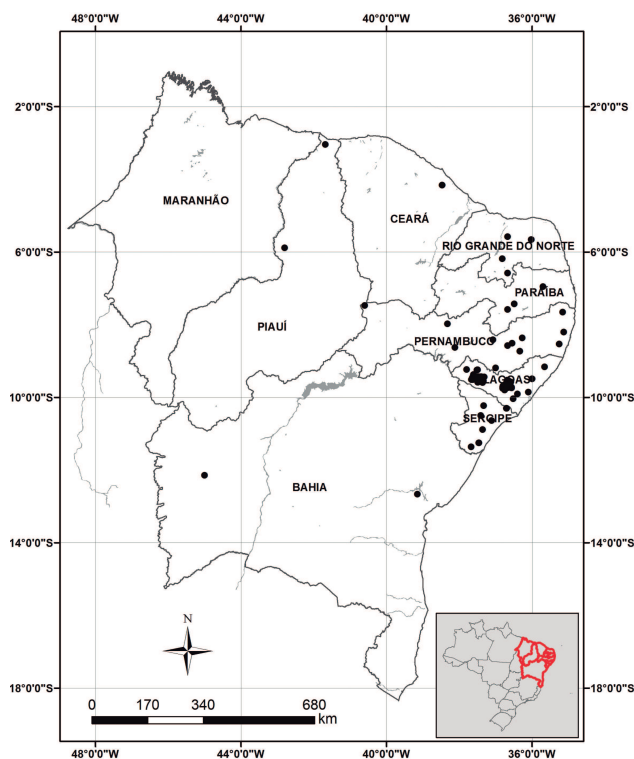 48°0'0"W 44°0'0"W 40°0'0"W 36°0'0"W
2°0'0"S 2°0'0"S
MARANHÃO
CEARÁ
RIO GRANDE DO NORTE
6°0'0"S 6°0'0"S
PARAÍBA
PIAUÍ
PERNAMBUCO
LAGOAS
10°0'0"S 10°0'0"S
SERGIPE
BAHIA
14°0'0"S 14°0'0"S
N
18°0'0"S 18°0'0"S
0 170 340 680
km
48°0'0"W 44°0'0"W 40°0'0"W 36°0'0"W